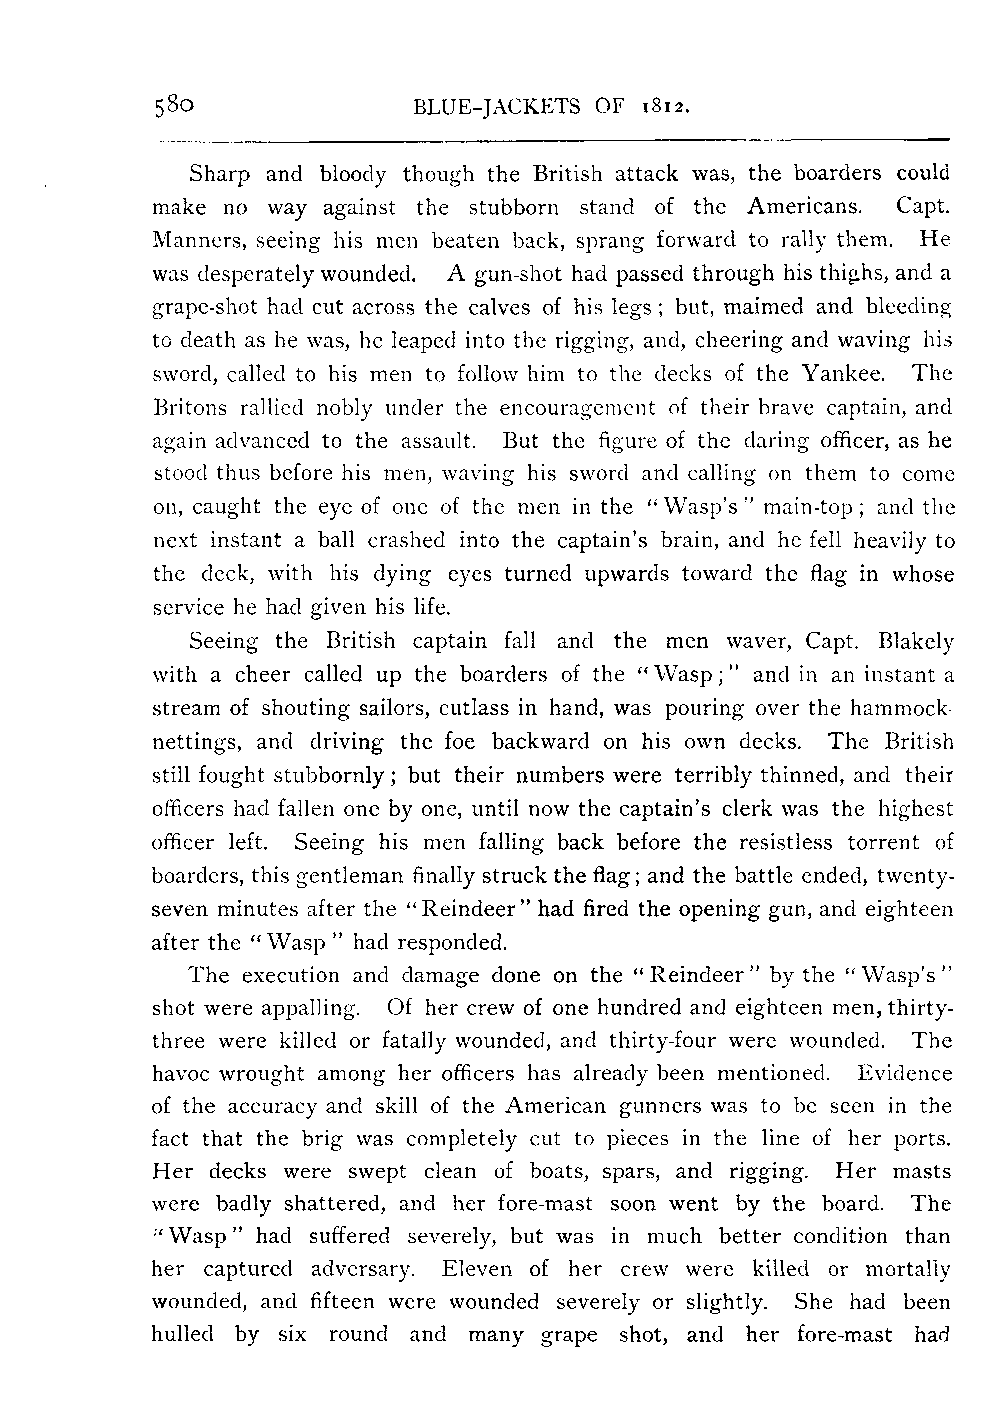 580 BLUE-JACKETS OF 1812.
Sharp and bloody though the British attack was, the boarders could
make no way against the stubborn stand of the Americans. Capt.
Manners, seeing his men beaten back, sprang forward to rally them. He
was desperately wounded. A gun-shot had passed through his thighs, and a
grape-shot had cut across the calves of his legs; but, maimed and bleeding
to death as he was, he leaped into the rigging, and, cheering and waving his
sword, called to his men to follow him to the decks of the Yankee. The
Britons rallied nobly under the encouragement of their brave captain, and
again advanced to the assault. But the figure of the daring officer, as he
stood thus before his men, waving his sword and calling on them to come
on, caught the eye of one of the men in the "Wasp's" main-top; and the
next instant a ball crashed into the captain's brain, and he fell heavily to
the deck, with his dying eyes turned upwards toward the flag in whose
service he had given his life.
Seeing the British captain fall and the men waver, Capt. Blakely
with a cheer called up the boarders of the "Wasp;" and in an instant a
stream of shouting sailors, cutlass in hand, was pouring over the hammock-
nettings, and driving the foe backward on his own decks. The British
still fought stubbornly; but their numbers were terribly thinned, and their
officers had fallen one by one, until now the captain's clerk was the highest
officer left. Seeing his men falling back before the resistless torrent of
boarders, this gentleman finally struck the flag; and the battle ended, twenty-
seven minutes after the "Reindeer" had fired the opening gun, and eighteen
after the "Wasp" had responded.
The execution and damage done on the "Reindeer" by the "Wasp's"
shot were appalling. Of her crew of one hundred and eighteen men, thirty-
three were killed or fatally wounded, and thirty-four were wounded. The
havoc wrought among her officers has already been mentioned. Evidence
of the accuracy and skill of the American gunners was to be seen in the
fact that the brig was completely cut to pieces in the line of her ports.
Her decks were swept clean of boats, spars, and rigging. Her masts
were badly shattered, and her fore-mast soon went by the board. The
"Wasp" had suffered severely, but was in much better condition than
her captured adversary. Eleven of her crew were killed or mortally
wounded, and fifteen were wounded severely or slightly. She had been
hulled by six round and many grape shot, and her fore-mast had